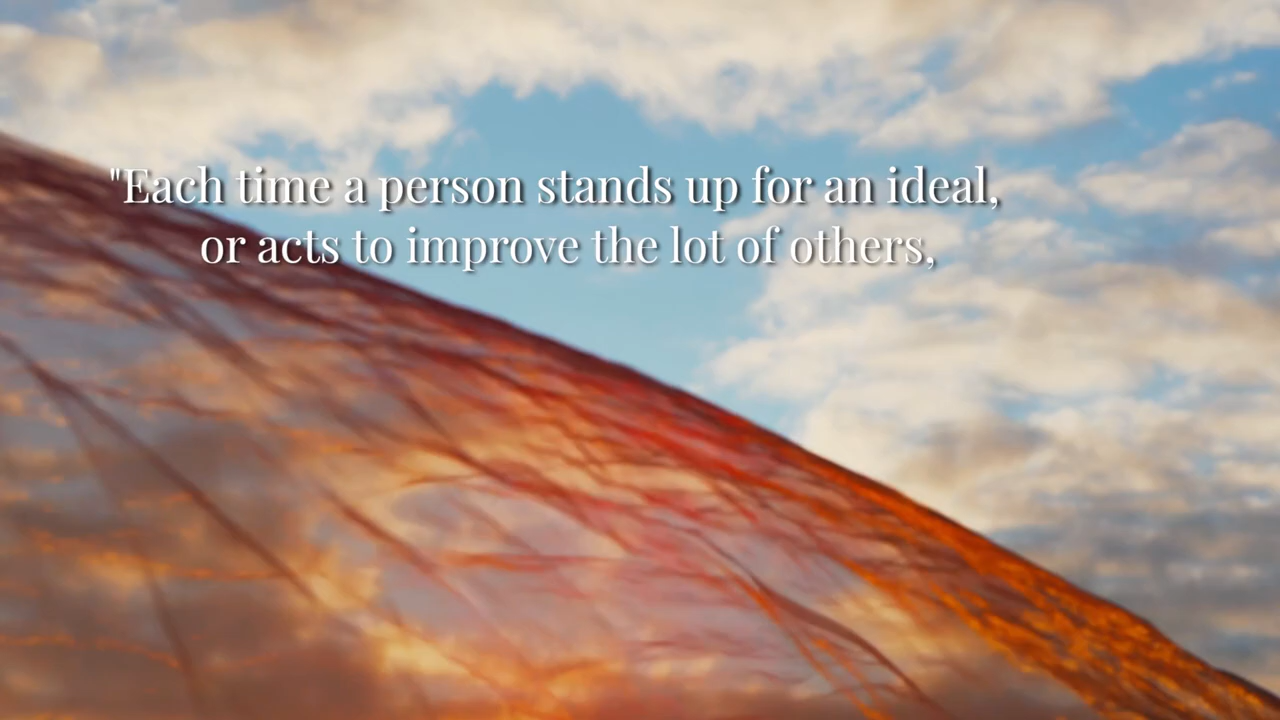 "Each time a person stands up for an ideal,
or acts to improve the lot of others,